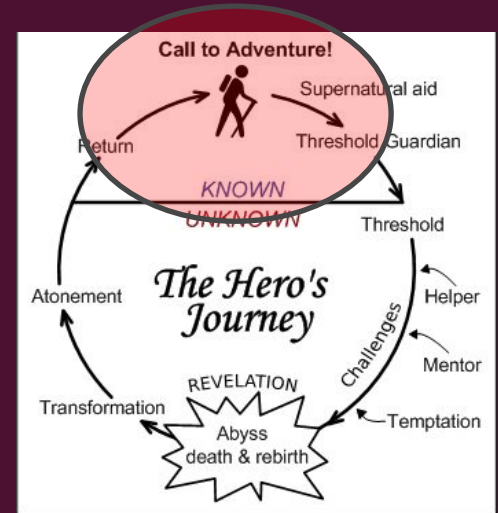 Call to Adventure!
Supernatural aid
Return
Threshold Guardian
KNOWN
UNKNOWN
Threshold
The Hero's
Journey
Atonement
Helper
Challenges
Mentor
REVELATION
Transformation
Temptation
Abyss
death & rebirth